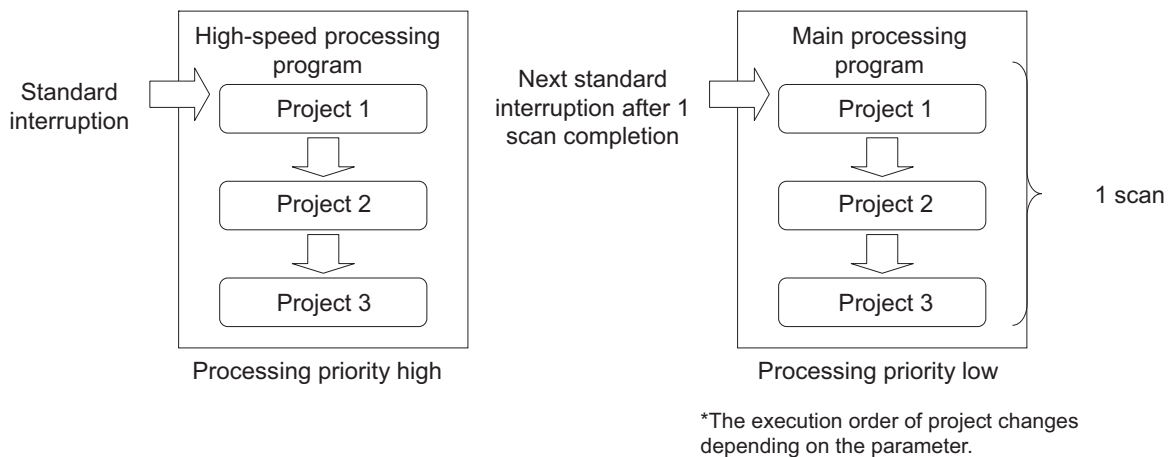 High-speed processing
program
Standard
interruption
Project 1
Project 2
Project 3
Processing priority high
Main processing
program
Next standard
interruption after 1
scan completion
Project 1
Project 2
Project 3
1 scan
Processing priority low
*The execution order of project changes
depending on the parameter.